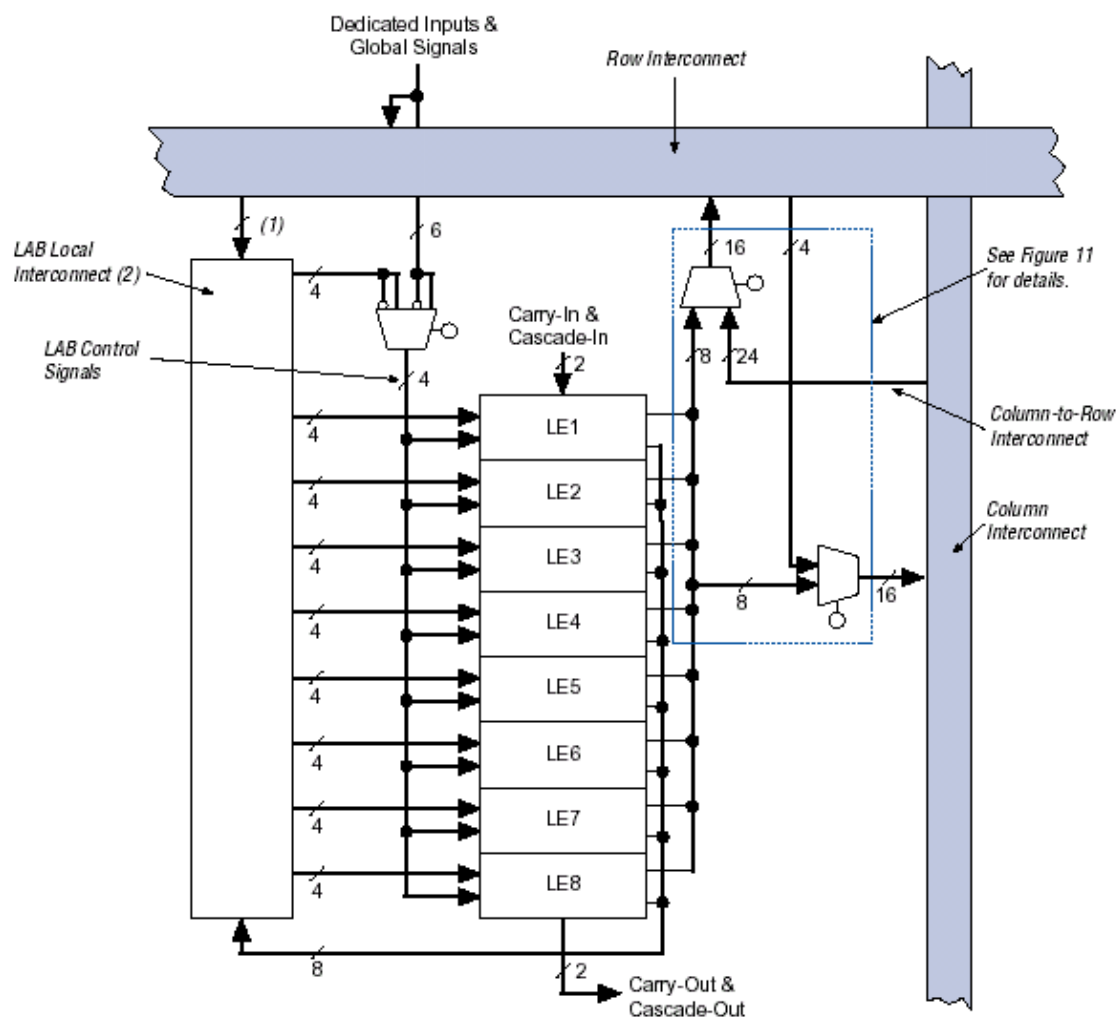 Dedicated Inputs &
Global Signals
Row Interconnect
(1)
6
16
4
LAB Local
Interconnect (2)
See Figure 11
for details.
4
Carry-In &
Cascade-In
LAB Control
Signals
4
2
8
24
Column-to-Row
Interconnect
4
LE1
4
LE2
Column
Interconnect
4
LE3
8
16
4
LE4
4
LE5
4
LE6
4
LE7
4
LE8
8
2
Carry-Out &
Cascade-Out